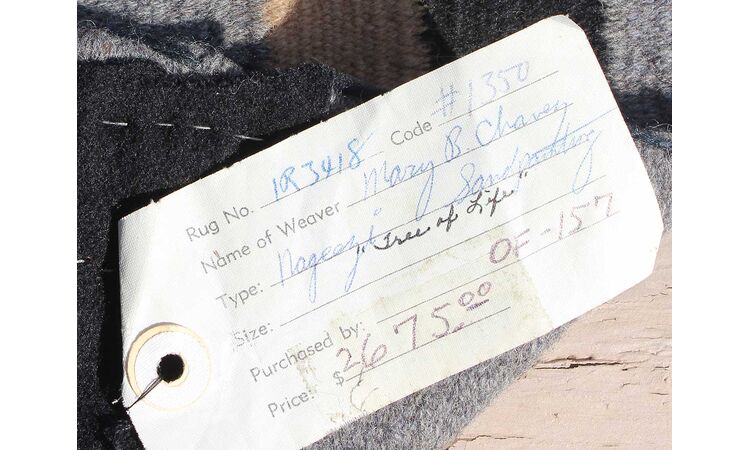 Rug No. 1R3418 Code #1350
Name of Weaver Mary B. Chavez
Type: Nageezi Sandpainting
"Tree of Life"
Size: OF-157
Purchased by:
Price: $2675.00